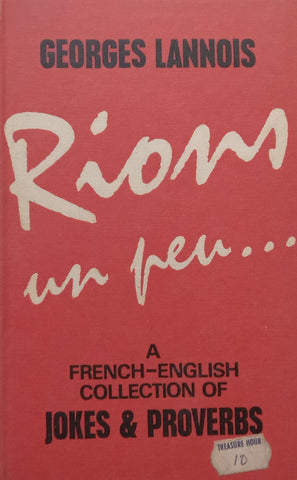 GEORGES LANNOIS
Rions
un peu...
A
FRENCH-ENGLISH
COLLECTION OF
JOKES & PROVERBS
TREASURE HOUR
10